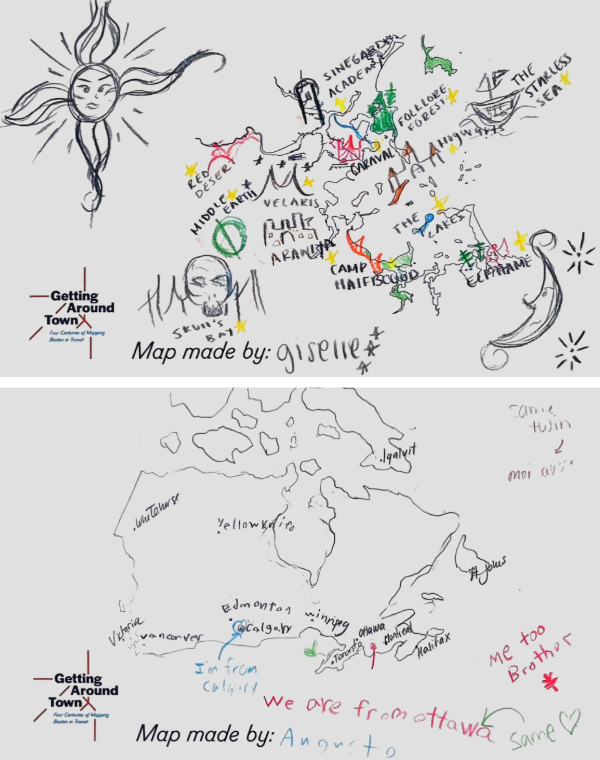 SINEGARD
ACADEMY
THE
STARLESS
SEA
FOLKLORE
FOREST
HOGWARTS
CARAVAL
RED
DESERT
MIDDLE
EARTH
VELARIS
THE
LAKES
CAMP
HALFBLOOD
ELFHAME
SKULL'S
BAY
Getting
Around
Town
Four Centuries of Mapping
Boston in Transit
Map made by: giselle
same
twin
moi aussi
Iqaluit
Whitehorse
Yellowknife
St Johns
Edmonton
Winnipeg
Calgary
Victoria
vancouver
ottawa
Montreal
Toronto
Halifax
I'm from
Calgary
Me too
Brother
We are from ottawa
same
Getting
Around
Town
Four Centuries of Mapping
Boston in Transit
Map made by: Augusto